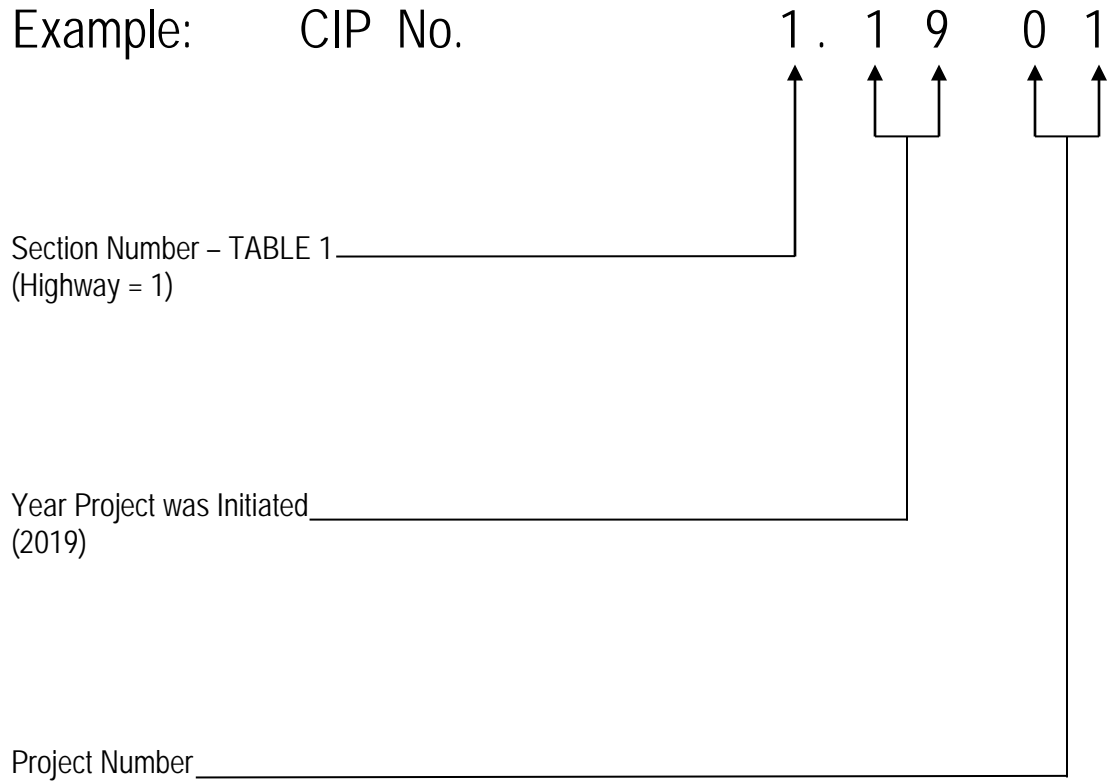 Example: CIP No. 1. 1 9 0 1
Section Number – TABLE 1
(Highway = 1)
Year Project was Initiated
(2019)
Project Number